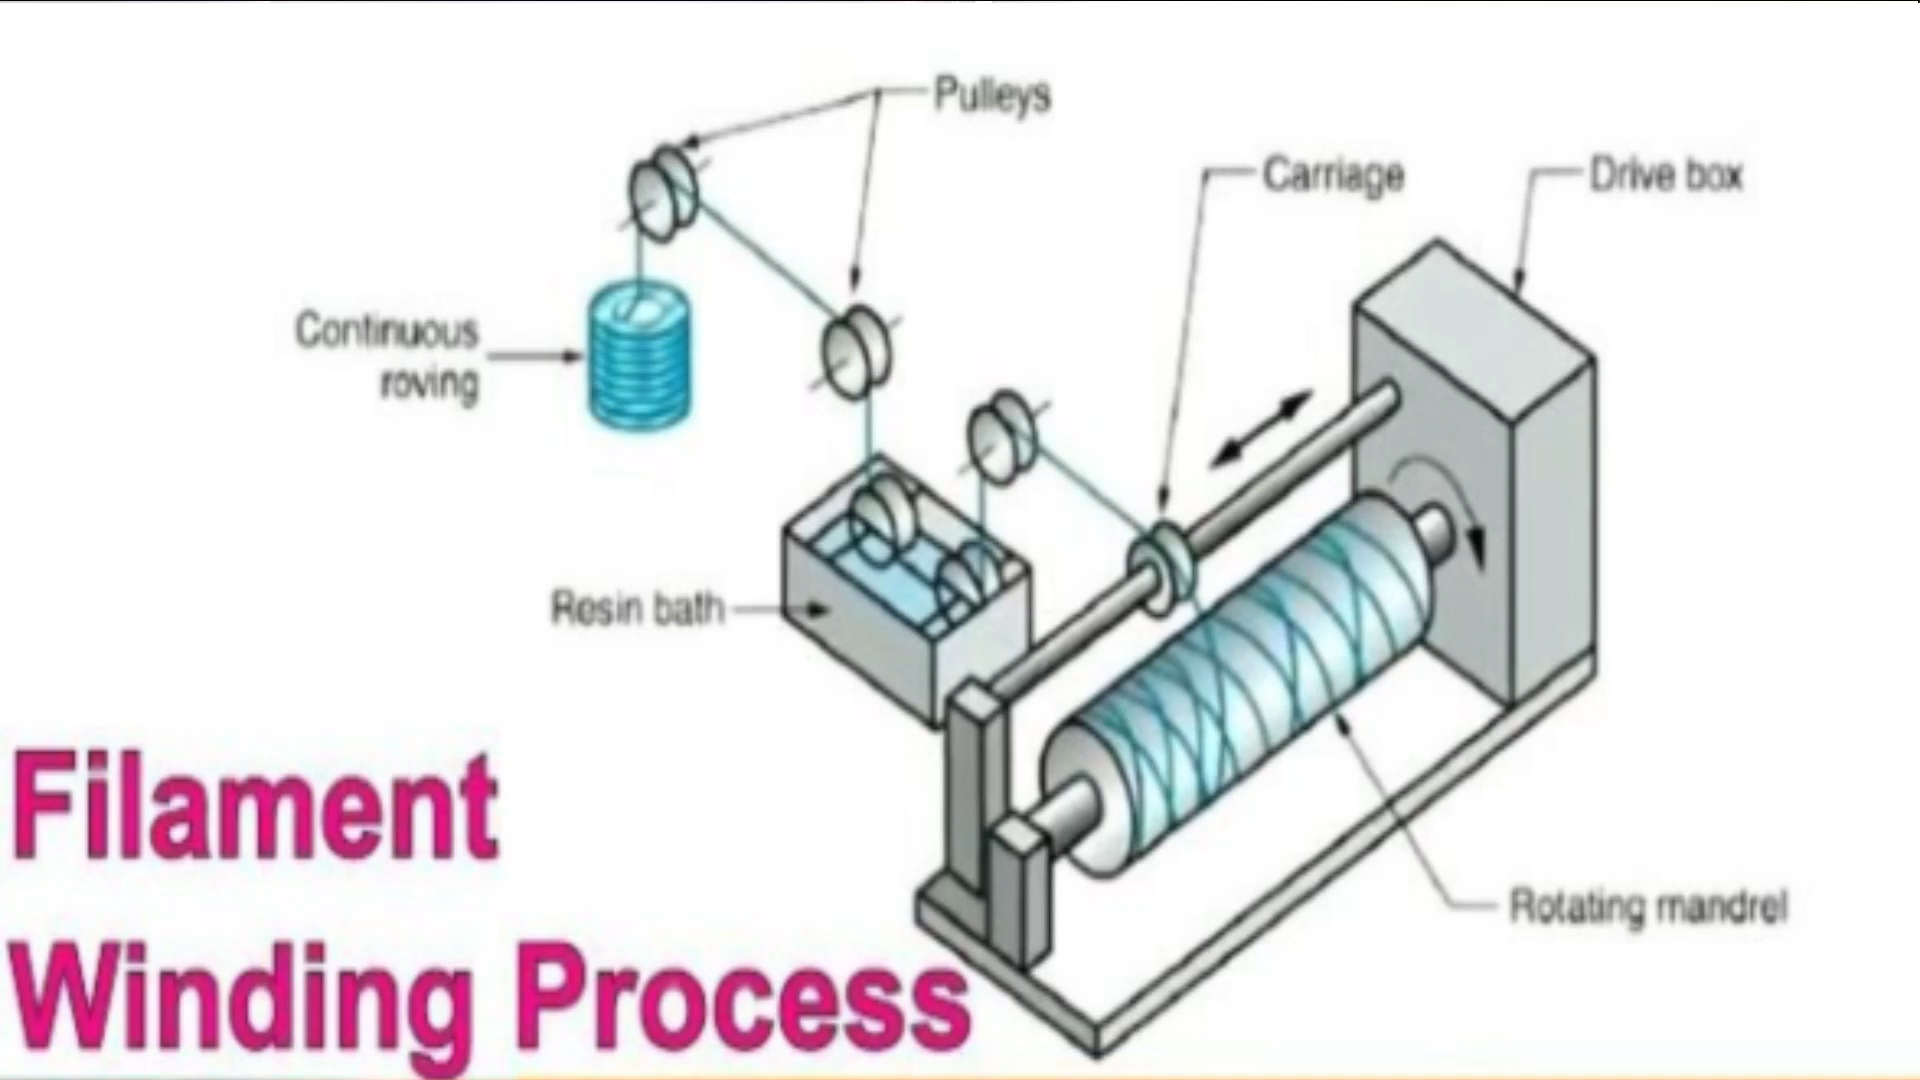 Pulleys
Carriage
Drive box
Continuous
roving
Resin bath
Rotating mandrel
Filament
Winding Process